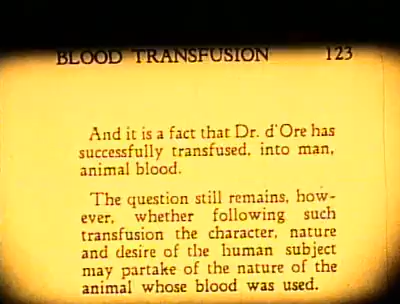 BLOOD TRANSFUSION 123
And it is a fact that Dr. d'Ore has
successfully transfused, into man,
animal blood.
The question still remains, how-
ever, whether following such
transfusion the character, nature
and desire of the human subject
may partake of the nature of the
animal whose blood was used.